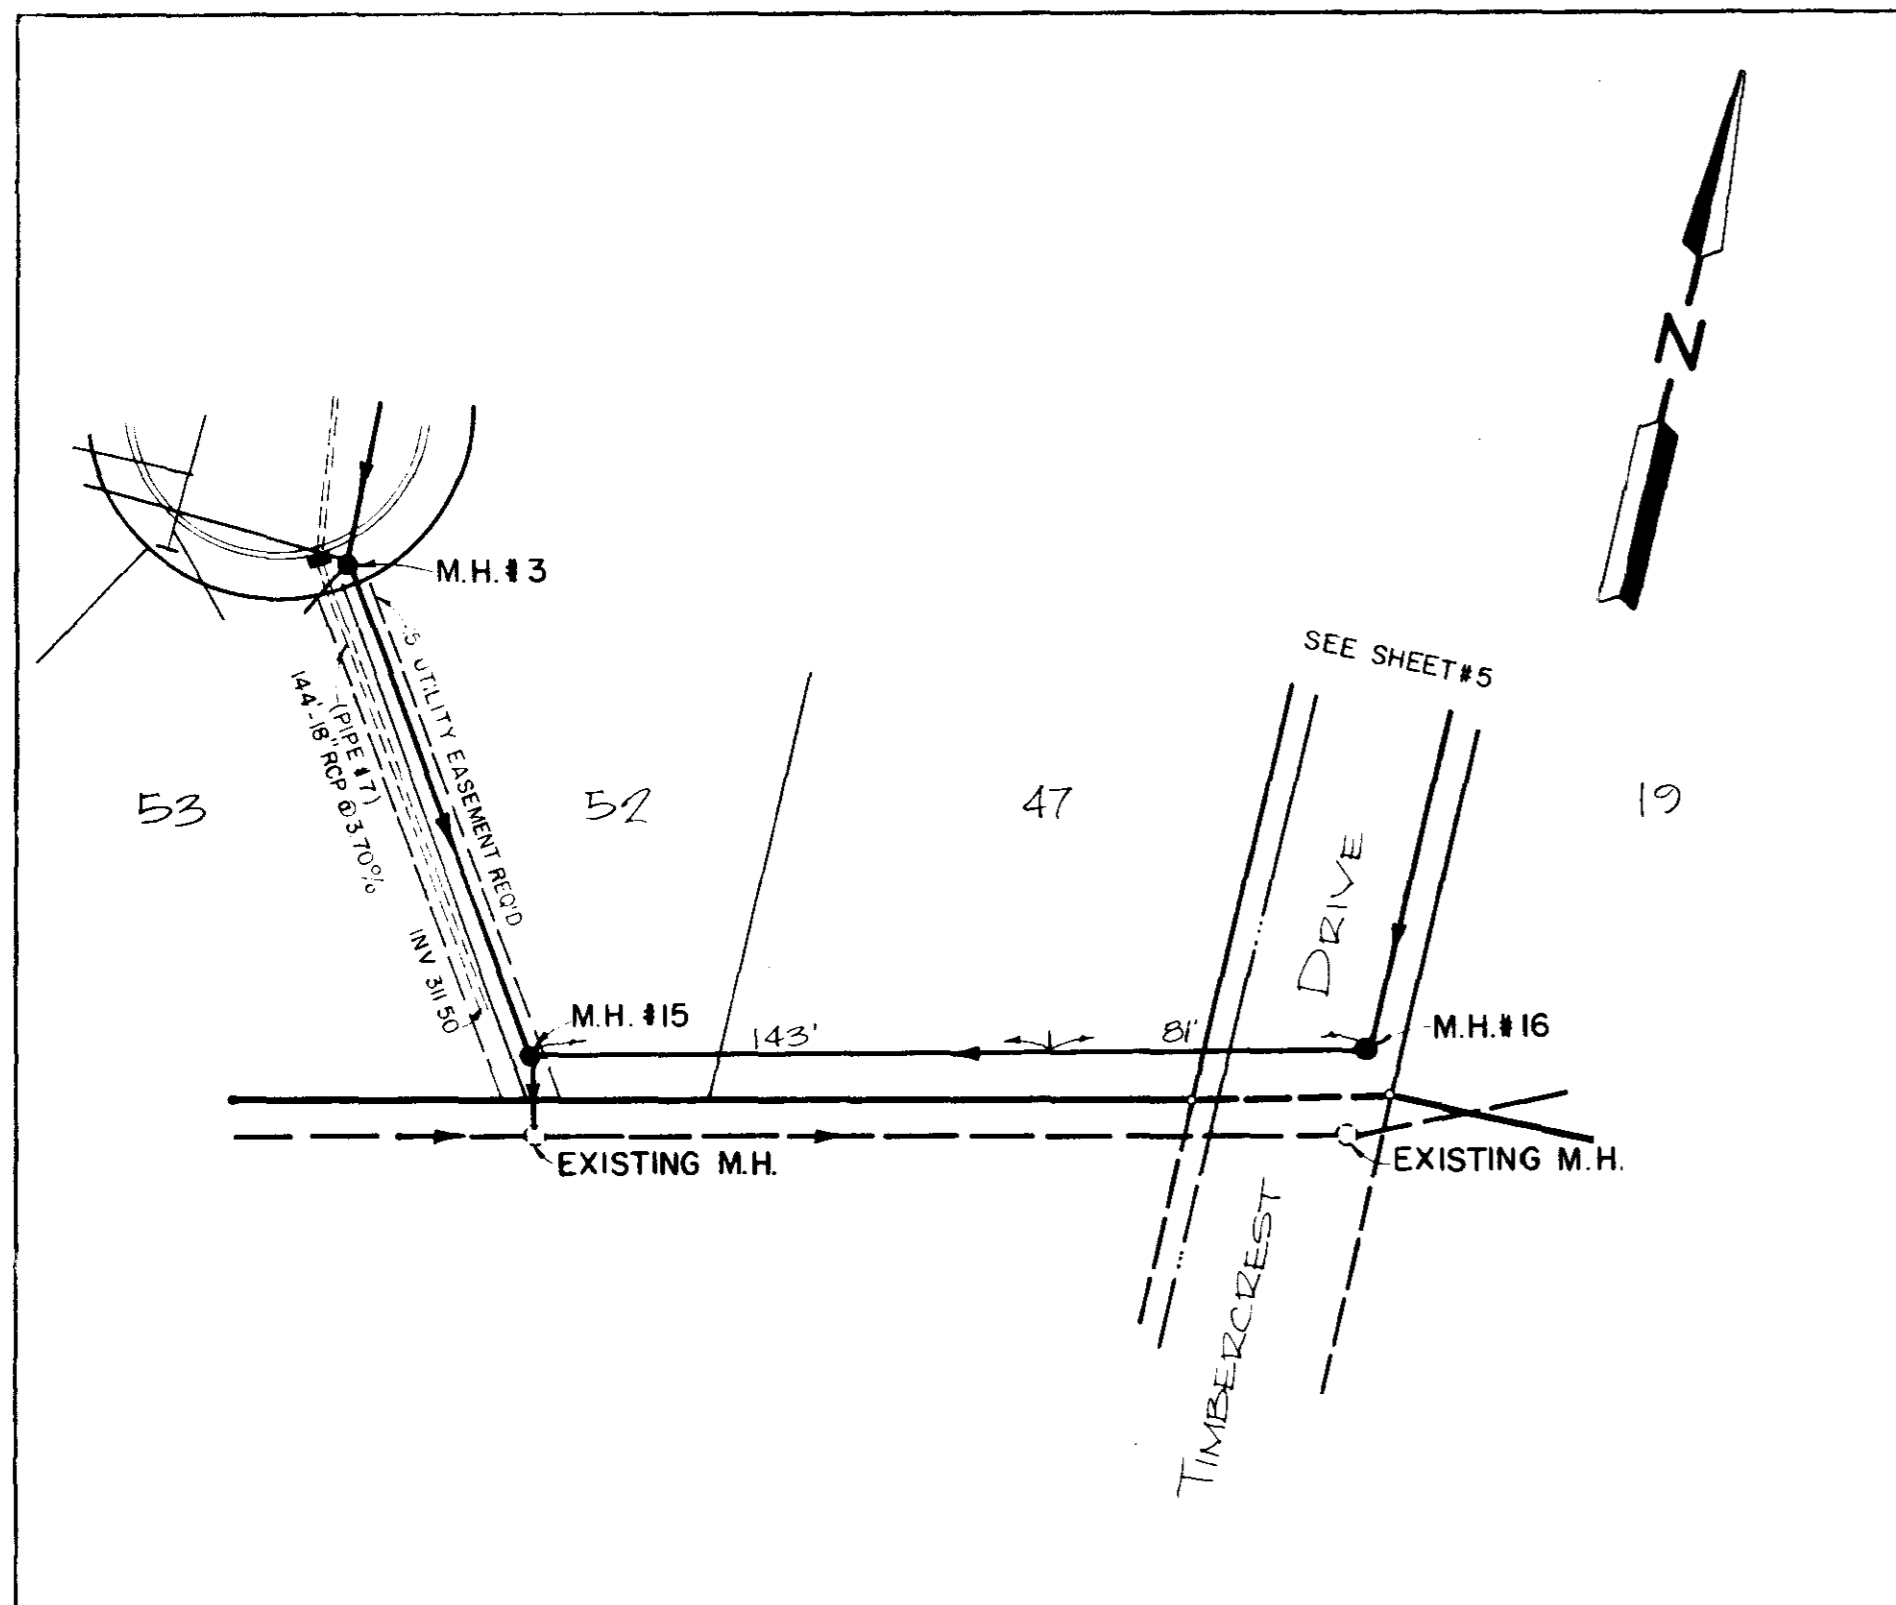 N
M.H. #3
SEE SHEET #5
5 UTILITY EASEMENT REQ'D
(PIPE #7)
144'-18" RCP @ 3.70%
INV 311 50
53
52
47
19
DRIVE
M.H. #15
143'
81'
M.H. #16
EXISTING M.H.
EXISTING M.H.
TIMBERCREST